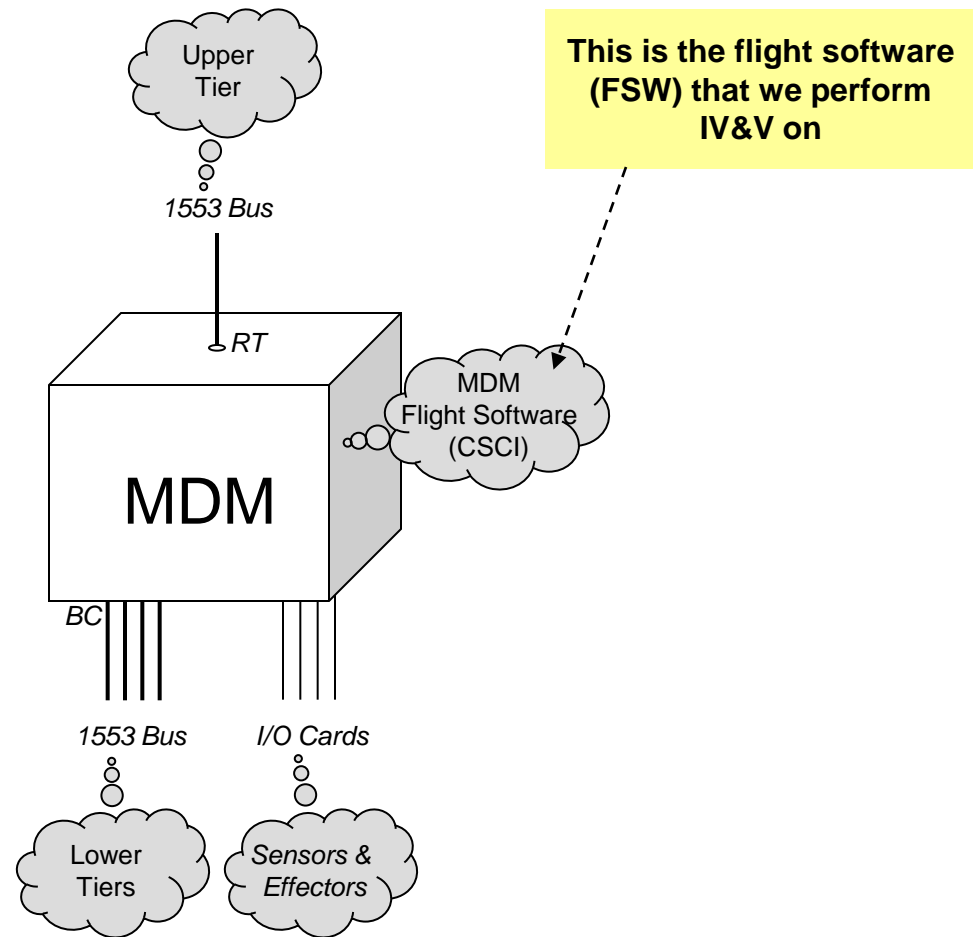 Upper
Tier
This is the flight software
(FSW) that we perform
IV&V on
1553 Bus
RT
MDM
Flight Software
(CSCI)
MDM
BC
1553 Bus
I/O Cards
Lower
Tiers
Sensors &
Effectors